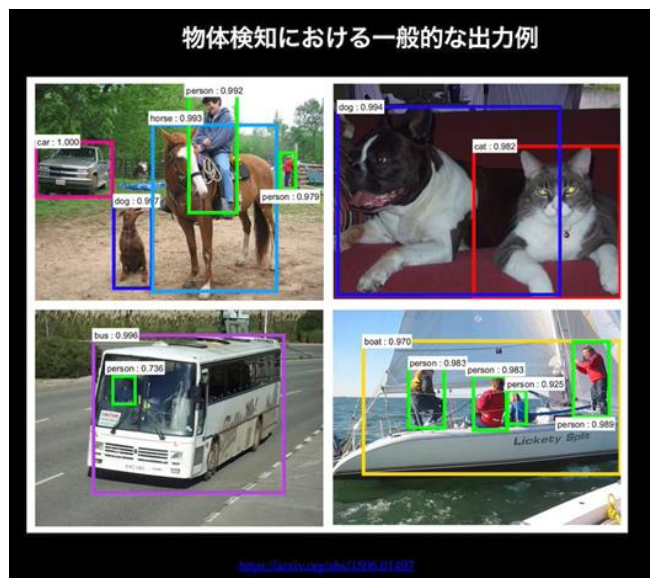 物体検知における一般的な出力例
person : 0.992
horse : 0.993
car : 1.000
dog : 0.997
person : 0.979
dog : 0.994
cat : 0.982
bus : 0.996
person : 0.736
boat : 0.970
person : 0.983
person : 0.983
person : 0.925
person : 0.989
Lickety Split
https://arxiv.org/abs/1506.01497